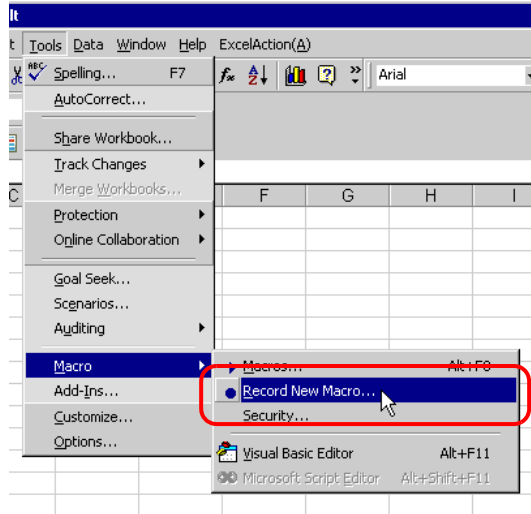 lt
t Tools Data Window Help ExcelAction(A)
Spelling... F7
Arial
AutoCorrect...
Share Workbook...
Track Changes
Merge Workbooks...
C F G H I
Protection
Online Collaboration
Goal Seek...
Scenarios...
Auditing
Macro
Macros... Alt+F8
Add-Ins...
Record New Macro...
Customize...
Security...
Options...
Visual Basic Editor Alt+F11
Microsoft Script Editor Alt+Shift+F11